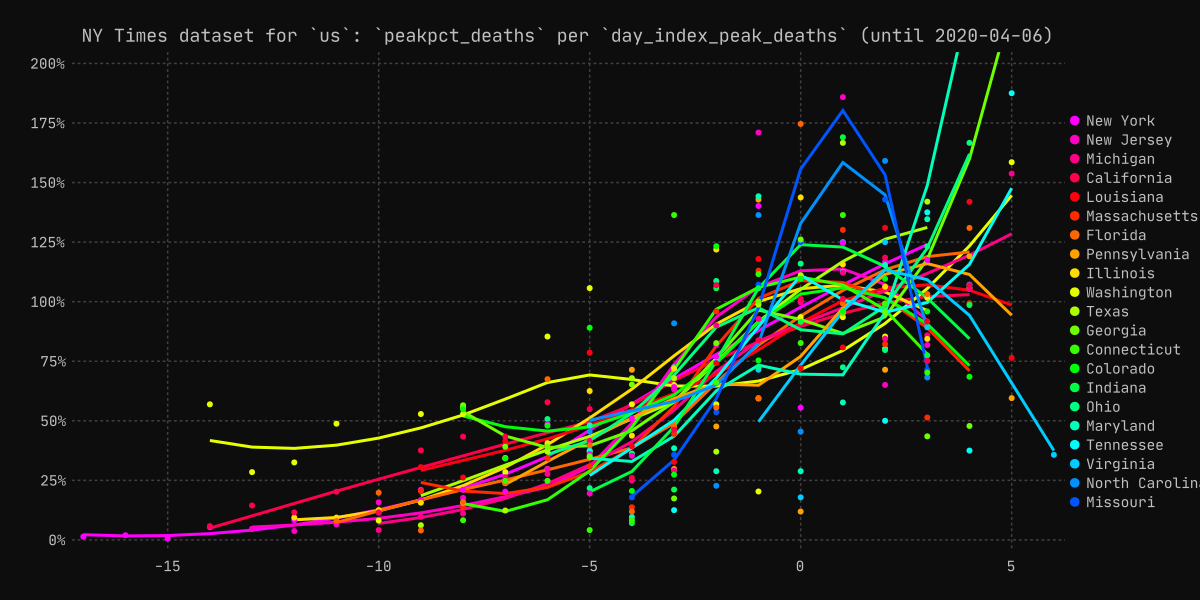 NY Times dataset for `us`: `peakpct_deaths` per `day_index_peak_deaths` (until 2020-04-06)
200%
175%
150%
125%
100%
75%
50%
25%
0%
-15
-10
-5
0
5
New York
New Jersey
Michigan
California
Louisiana
Massachusetts
Florida
Pennsylvania
Illinois
Washington
Texas
Georgia
Connecticut
Colorado
Indiana
Ohio
Maryland
Tennessee
Virginia
North Carolin
Missouri